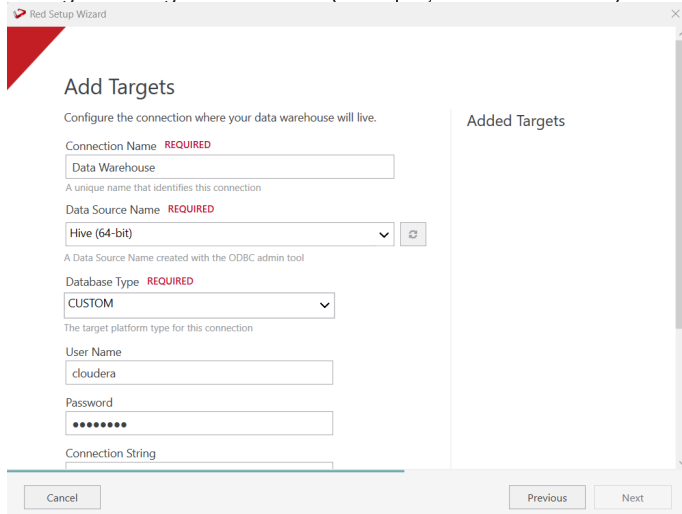 Red Setup Wizard
Add Targets
Configure the connection where your data warehouse will live.
Added Targets
Connection Name REQUIRED
Data Warehouse
A unique name that identifies this connection
Data Source Name REQUIRED
Hive (64-bit)
A Data Source Name created with the ODBC admin tool
Database Type REQUIRED
CUSTOM
The target platform type for this connection
User Name
cloudera
Password
●●●●●●●●
Connection String
Cancel
Previous
Next